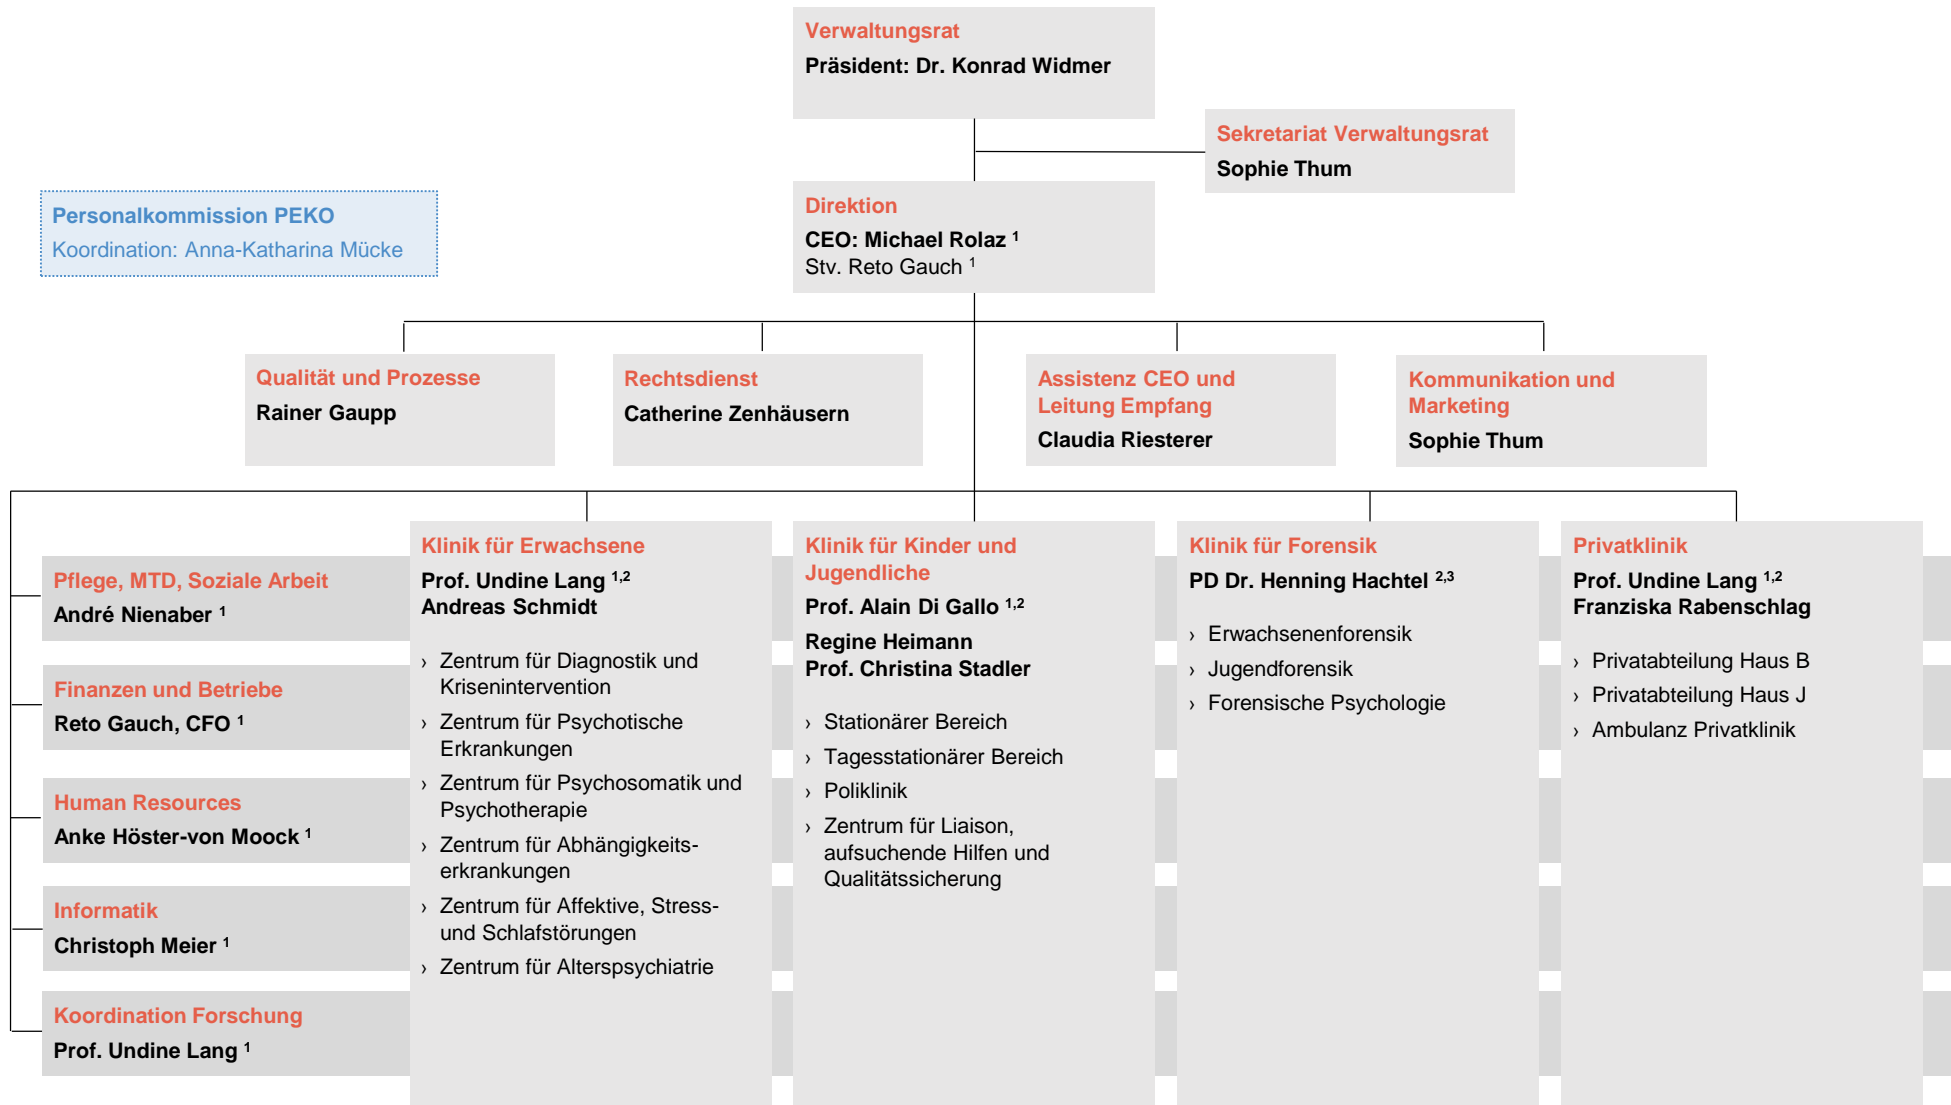 Verwaltungsrat
Präsident: Dr. Konrad Widmer
Sekretariat Verwaltungsrat
Sophie Thum
Personalkommission PEKO
Koordination: Anna-Katharina Mücke
Direktion
CEO: Michael Rolaz ¹
Stv. Reto Gauch ¹
Qualität und Prozesse
Rainer Gaupp
Rechtsdienst
Catherine Zenhäusern
Assistenz CEO und
Leitung Empfang
Claudia Riesterer
Kommunikation und
Marketing
Sophie Thum
Pflege, MTD, Soziale Arbeit
André Nienaber ¹
Finanzen und Betriebe
Reto Gauch, CFO ¹
Human Resources
Anke Höster-von Moock ¹
Informatik
Christoph Meier ¹
Koordination Forschung
Prof. Undine Lang ¹
Klinik für Erwachsene
Prof. Undine Lang ¹,²
Andreas Schmidt
› Zentrum für Diagnostik und
Krisenintervention
› Zentrum für Psychotische
Erkrankungen
› Zentrum für Psychosomatik und
Psychotherapie
› Zentrum für Abhängigkeits-
erkrankungen
› Zentrum für Affektive, Stress-
und Schlafstörungen
› Zentrum für Alterspsychiatrie
Klinik für Kinder und
Jugendliche
Prof. Alain Di Gallo ¹,²
Regine Heimann
Prof. Christina Stadler
› Stationärer Bereich
› Tagesstationärer Bereich
› Poliklinik
› Zentrum für Liaison,
aufsuchende Hilfen und
Qualitätssicherung
Klinik für Forensik
PD Dr. Henning Hachtel ²,³
› Erwachsenenforensik
› Jugendforensik
› Forensische Psychologie
Privatklinik
Prof. Undine Lang ¹,²
Franziska Rabenschlag
› Privatabteilung Haus B
› Privatabteilung Haus J
› Ambulanz Privatklinik